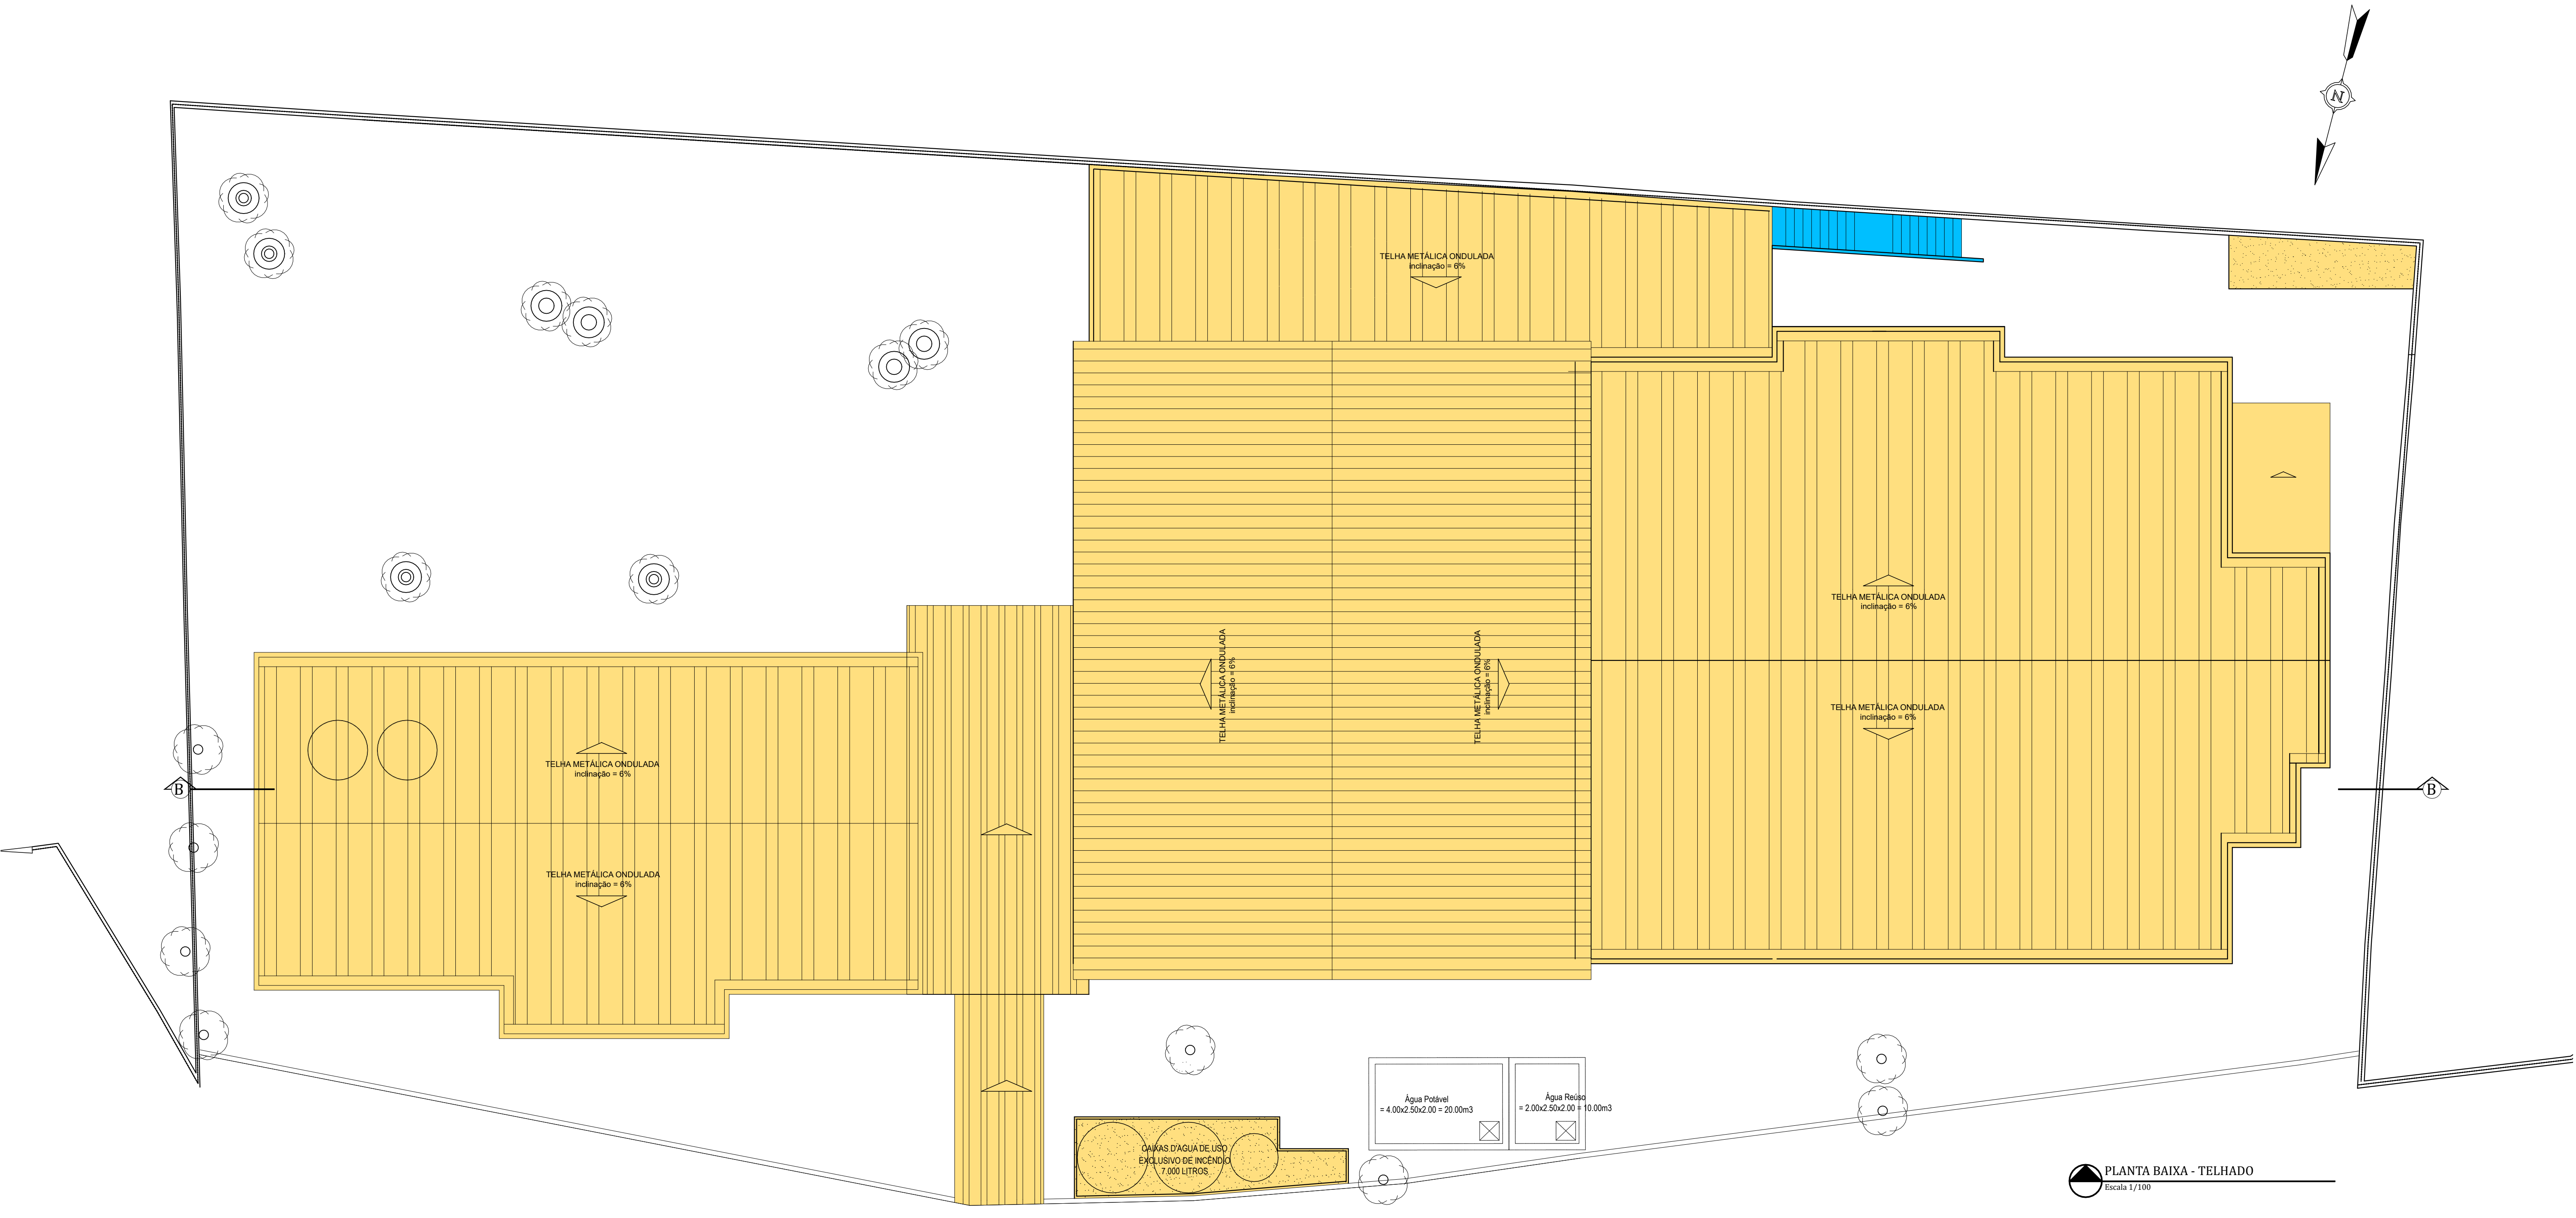 N
TELHA METÁLICA ONDULADA
inclinação = 6%
TELHA METÁLICA ONDULADA
inclinação = 6%
TELHA METÁLICA ONDULADA
inclinação = 6%
TELHA METÁLICA ONDULADA
inclinação = 6%
TELHA METÁLICA ONDULADA
inclinação = 6%
TELHA METÁLICA ONDULADA
inclinação = 6%
B
B
TELHA METÁLICA ONDULADA
inclinação = 6%
Água Potável
= 4.00x2.50x2.00 = 20.00m3
Água Reúso
= 2.00x2.50x2.00 = 10.00m3
CAIXAS D'ÁGUA DE USO
EXCLUSIVO DE INCÊNDIO
7.000 LITROS
PLANTA BAIXA - TELHADO
Escala 1/100